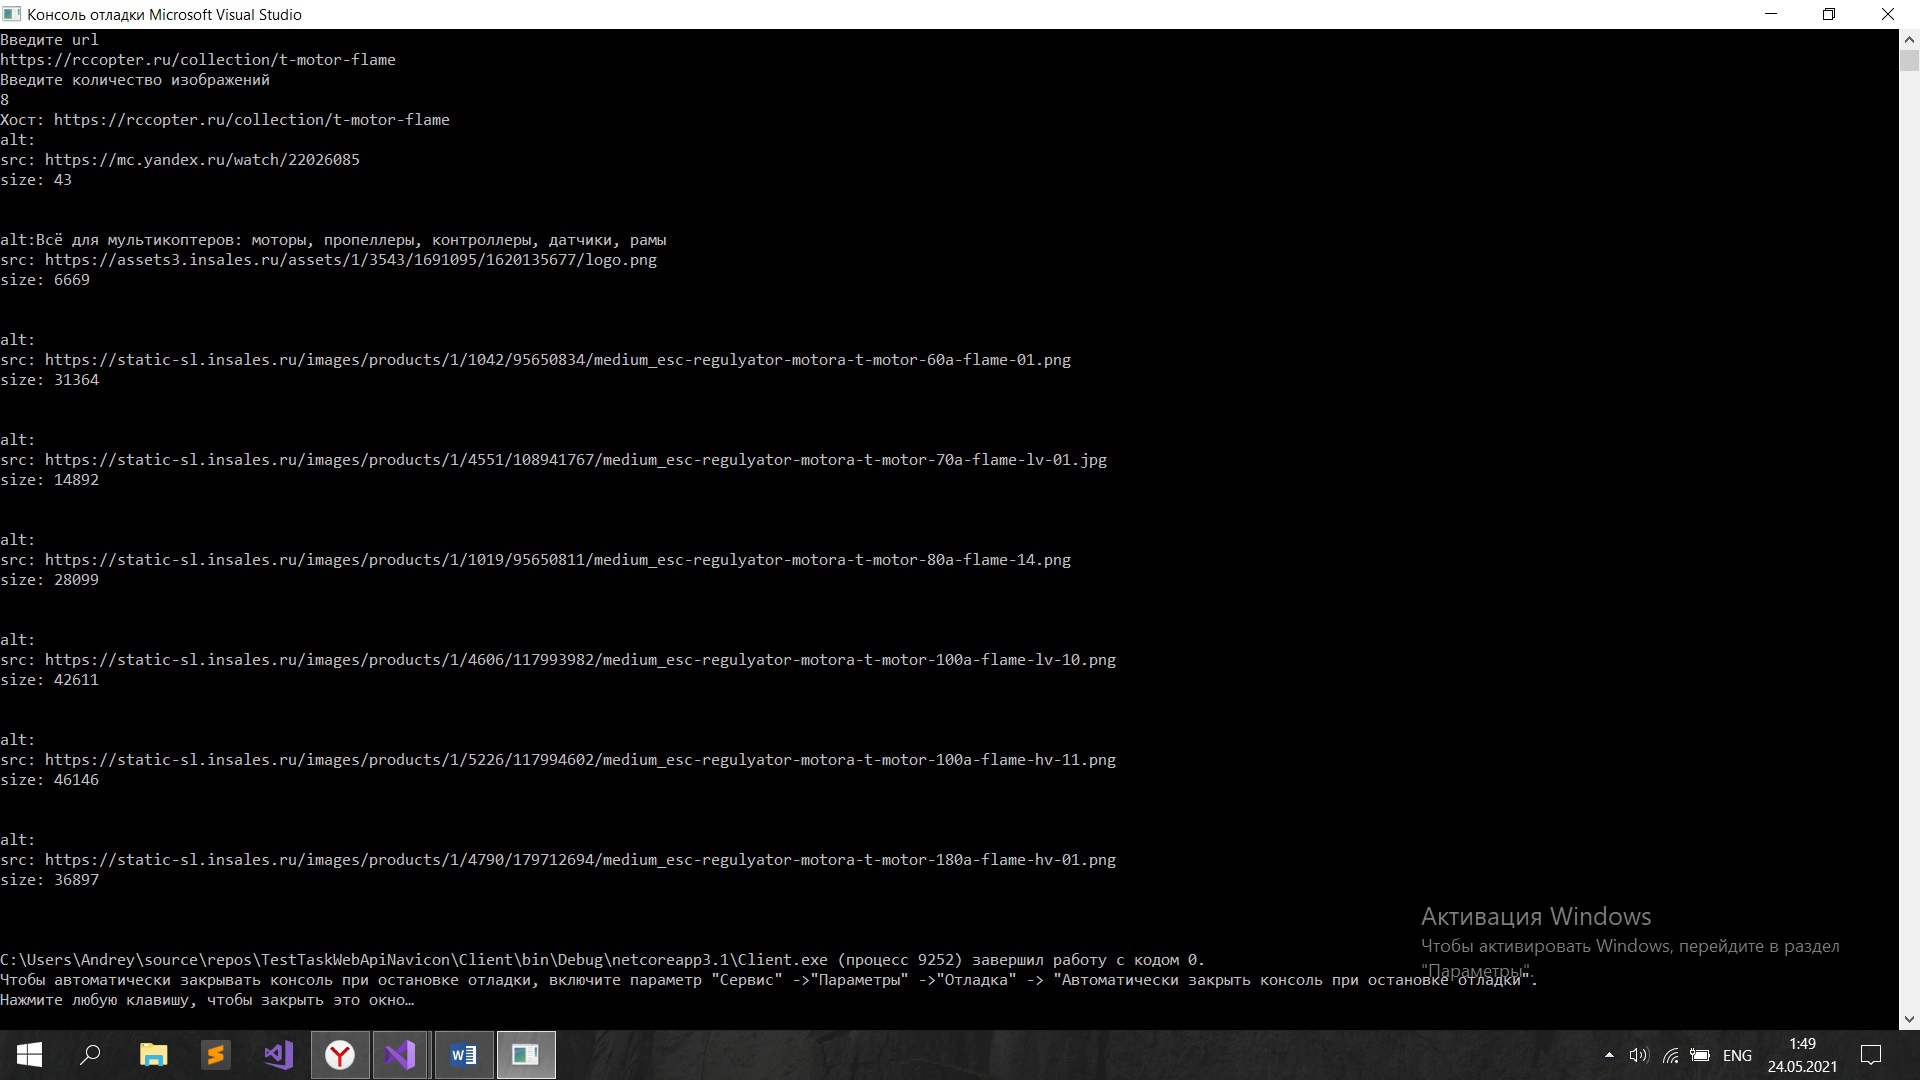 Консоль отладки Microsoft Visual Studio
Введите url
https://rccopter.ru/collection/t-motor-flame
Введите количество изображений
8
Хост: https://rccopter.ru/collection/t-motor-flame
alt:
src: https://mc.yandex.ru/watch/22026085
size: 43
alt:Всё для мультикоптеров: моторы, пропеллеры, контроллеры, датчики, рамы
src: https://assets3.insales.ru/assets/1/3543/1691095/1620135677/logo.png
size: 6669
alt:
src: https://static-sl.insales.ru/images/products/1/1042/95650834/medium_esc-regulyator-motora-t-motor-60a-flame-01.png
size: 31364
alt:
src: https://static-sl.insales.ru/images/products/1/4551/108941767/medium_esc-regulyator-motora-t-motor-70a-flame-lv-01.jpg
size: 14892
alt:
src: https://static-sl.insales.ru/images/products/1/1019/95650811/medium_esc-regulyator-motora-t-motor-80a-flame-14.png
size: 28099
alt:
src: https://static-sl.insales.ru/images/products/1/4606/117993982/medium_esc-regulyator-motora-t-motor-100a-flame-lv-10.png
size: 42611
alt:
src: https://static-sl.insales.ru/images/products/1/5226/117994602/medium_esc-regulyator-motora-t-motor-100a-flame-hv-11.png
size: 46146
alt:
src: https://static-sl.insales.ru/images/products/1/4790/179712694/medium_esc-regulyator-motora-t-motor-180a-flame-hv-01.png
size: 36897
C:\Users\Andrey\source\repos\TestTaskWebApiNavicon\Client\bin\Debug\netcoreapp3.1\Client.exe (процесс 9252) завершил работу с кодом 0.
Чтобы автоматически закрывать консоль при остановке отладки, включите параметр "Сервис" ->"Параметры" ->"Отладка" -> "Автоматически закрыть консоль при остановке отладки".
Нажмите любую клавишу, чтобы закрыть это окно…
Активация Windows
Чтобы активировать Windows, перейдите в раздел
"Параметры".
ENG
1:49
24.05.2021